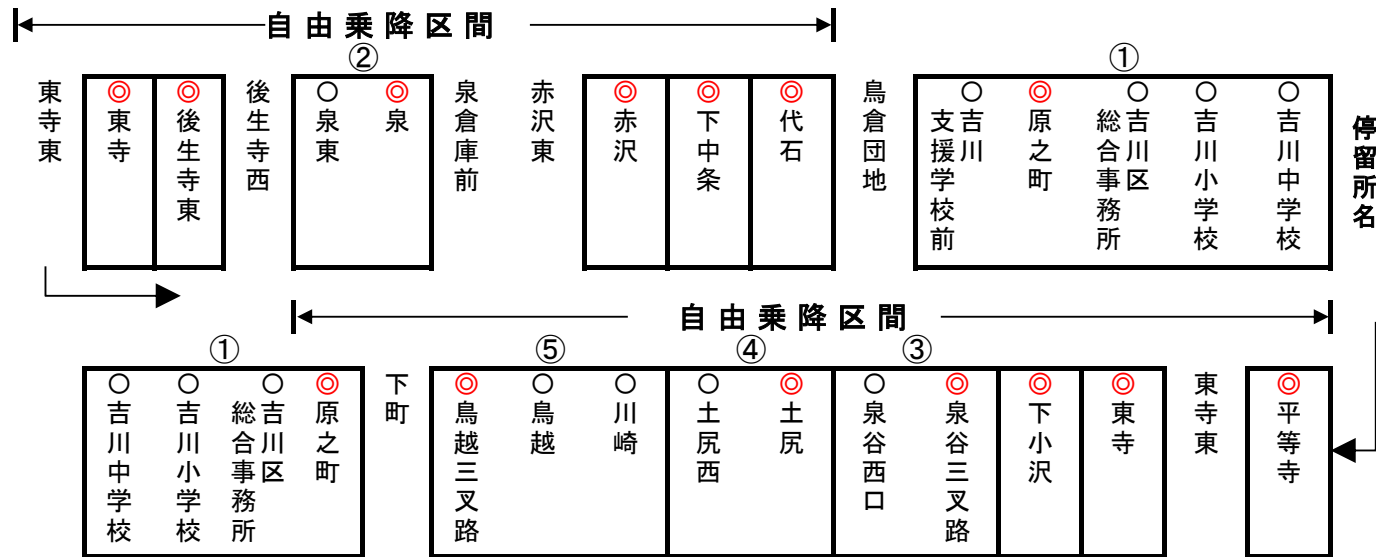 自由乗降区間
① ②
停留所名
○吉川中学校
○吉川小学校
○吉川区総合事務所
◎原之町
○吉川支援学校前
鳥倉団地
◎代石
◎下中条
◎赤沢
赤沢東
泉倉庫前
◎泉
○泉東
後生寺西
◎後生寺東
◎東寺
東寺東
自由乗降区間
③ ④ ⑤ ①
◎平等寺
東寺東
◎東寺
◎下小沢
◎泉谷三叉路
○泉谷西口
◎土尻
○土尻西
○川崎
○鳥越
◎鳥越三叉路
下町
◎原之町
○吉川区総合事務所
○吉川小学校
○吉川中学校